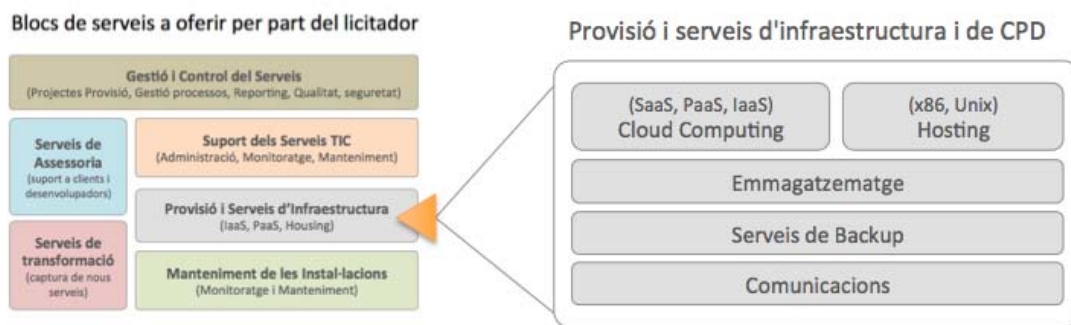 Blocs de serveis a oferir per part del licitador
Gestió i Control del Serveis
(Projectes Provisió, Gestió processos, Reporting, Qualitat, seguretat)
Serveis de
Assessoria
(suport a clients i
desenvolupadors)
Suport dels Serveis TIC
(Administració, Monitoratge, Manteniment)
Provisió i Serveis d'Infraestructura
(IaaS, PaaS, Housing)
Serveis de
transformació
(captura de nous
serveis)
Manteniment de les Instal·lacions
(Monitoratge i Manteniment)
Provisió i serveis d'infraestructura i de CPD
(SaaS, PaaS, IaaS)
Cloud Computing
(x86, Unix)
Hosting
Emmagatzematge
Serveis de Backup
Comunicacions